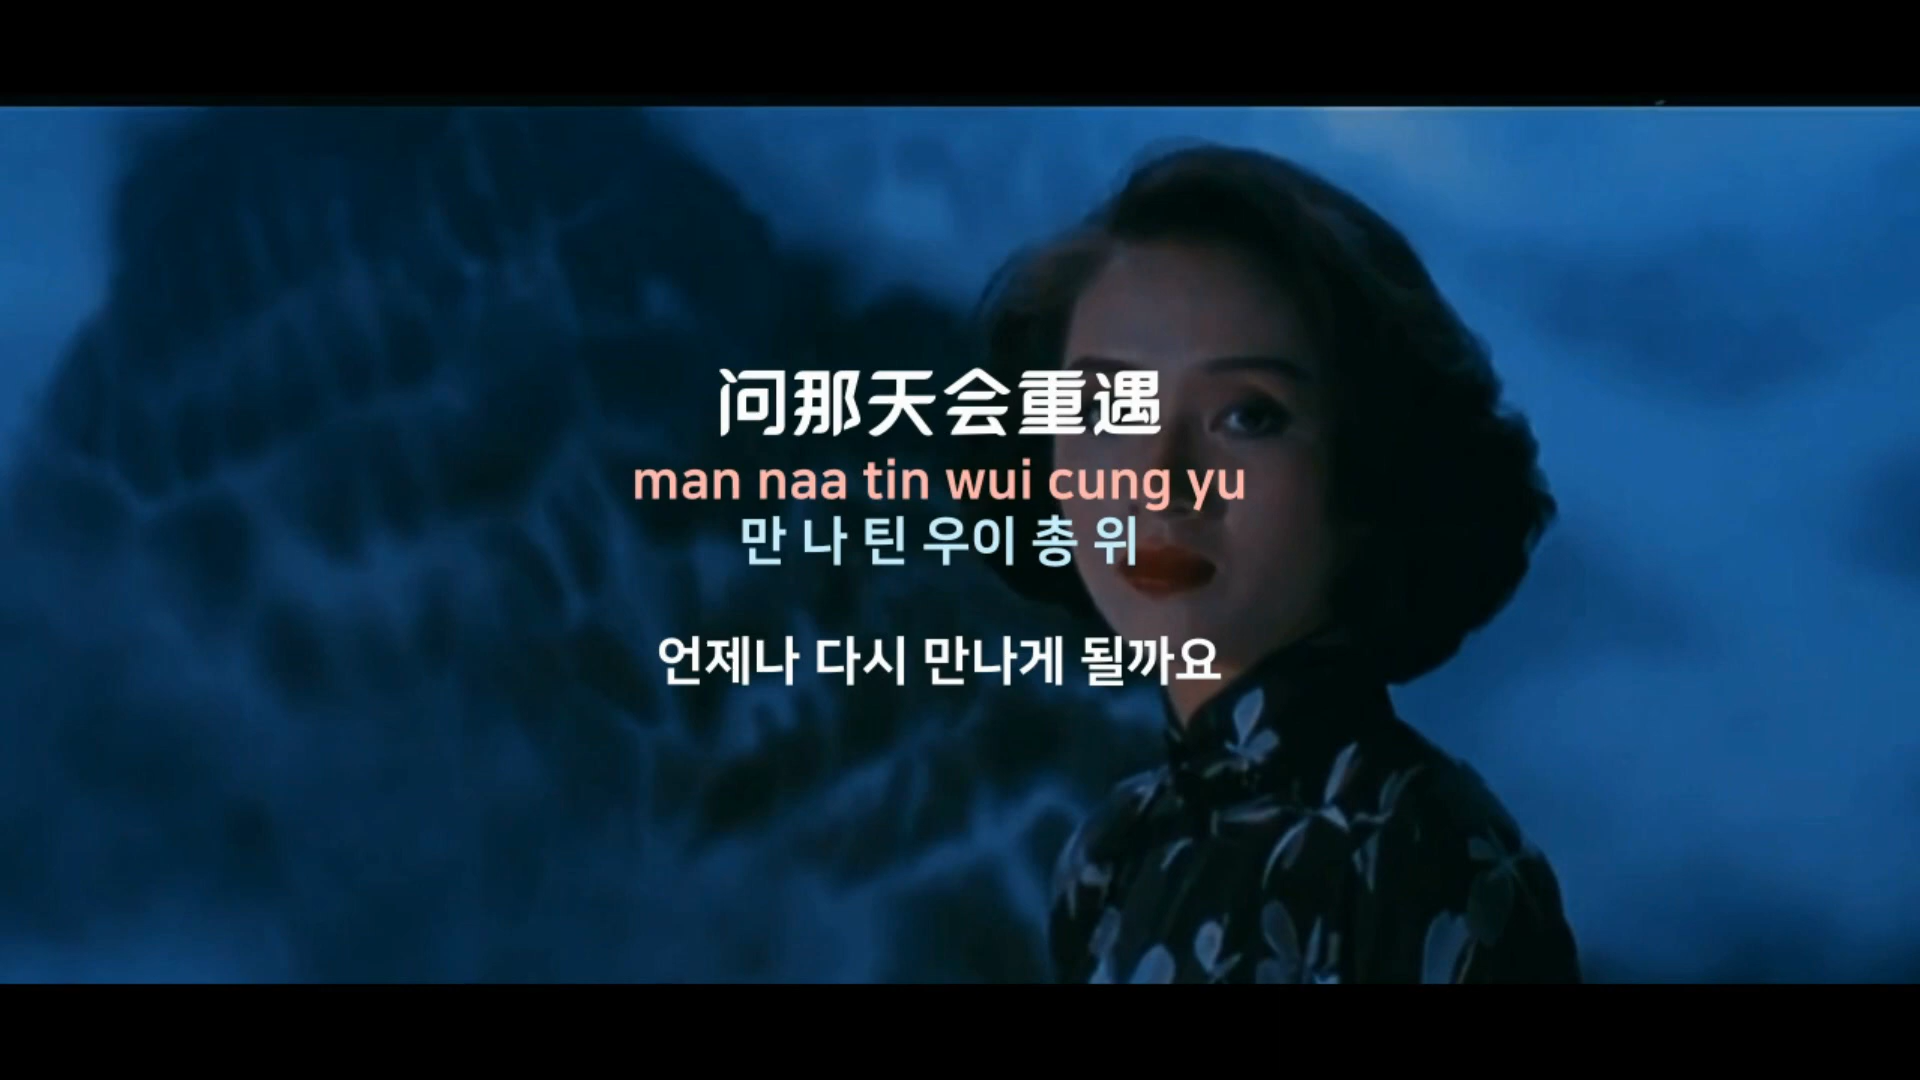 问那天会重遇
man naa tin wui cung yu
만 나 틴 우이 총 위
언제나 다시 만나게 될까요